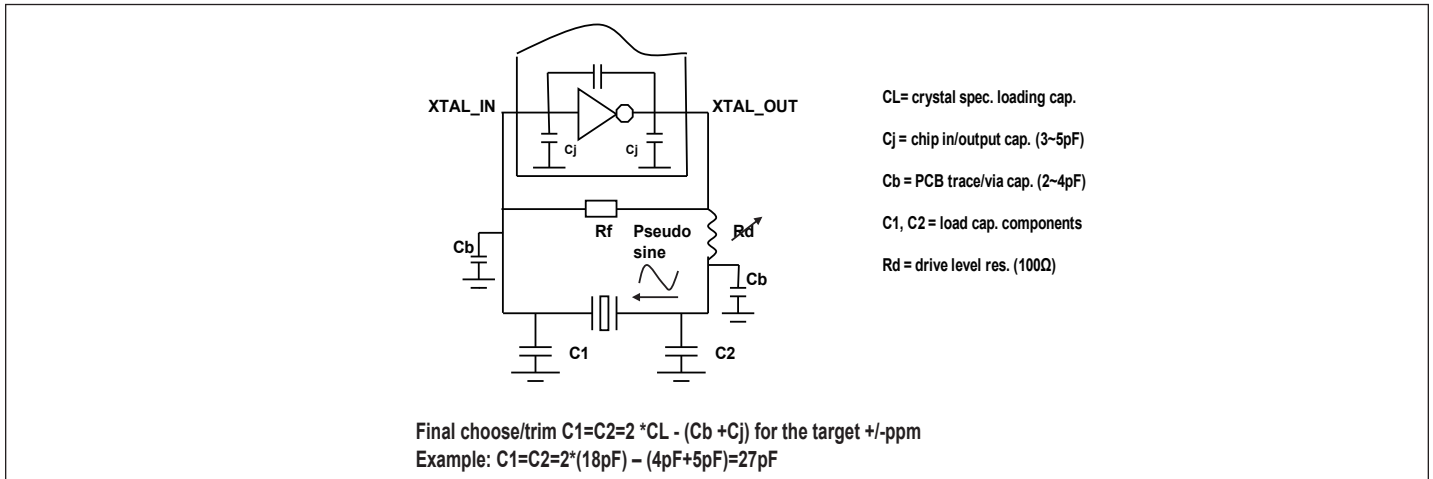 XTAL_IN
XTAL_OUT
Cj
Cj
Rf
Pseudo
sine
Rd
Cb
Cb
C1
C2
CL= crystal spec. loading cap.
Cj = chip in/output cap. (3~5pF)
Cb = PCB trace/via cap. (2~4pF)
C1, C2 = load cap. components
Rd = drive level res. (100Ω)
Final choose/trim C1=C2=2 *CL - (Cb +Cj) for the target +/-ppm
Example: C1=C2=2*(18pF) – (4pF+5pF)=27pF